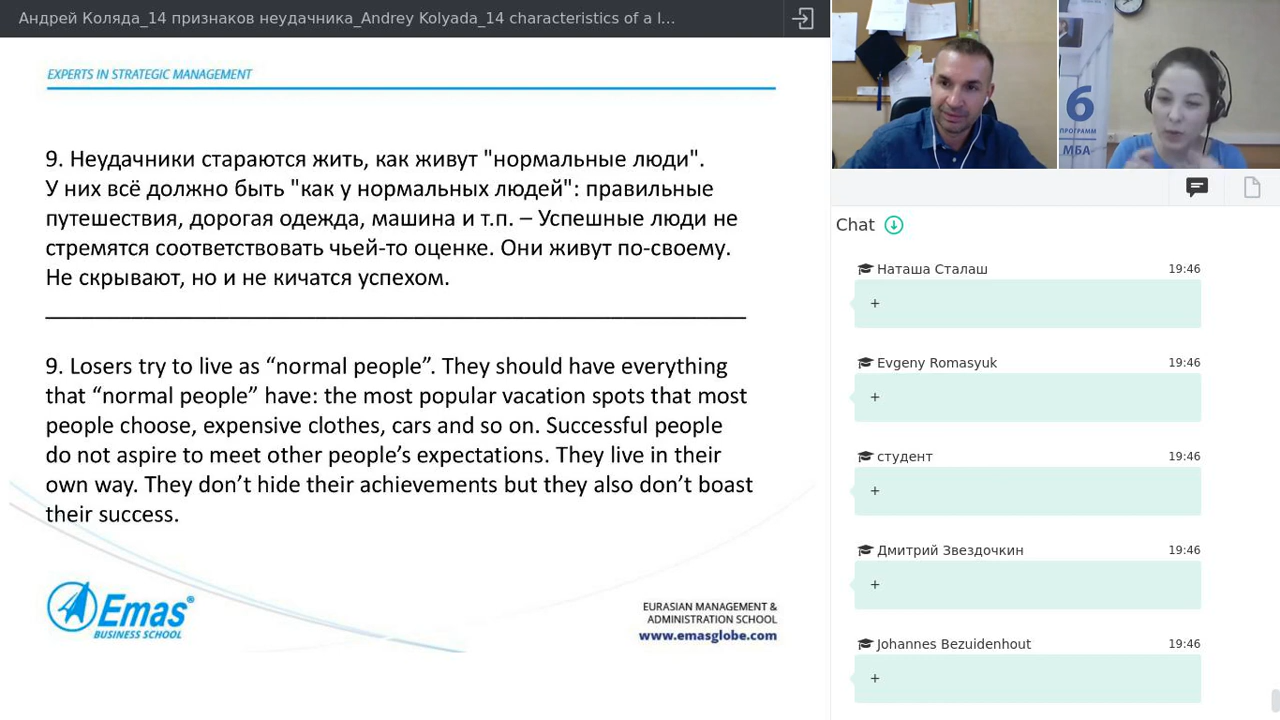 Андрей Коляда_14 признаков неудачника_Andrey Kolyada_14 characteristics of a l...
EXPERTS IN STRATEGIC MANAGEMENT
9. Неудачники стараются жить, как живут "нормальные люди".
У них всё должно быть "как у нормальных людей": правильные
путешествия, дорогая одежда, машина и т.п. – Успешные люди не
стремятся соответствовать чьей-то оценке. Они живут по-своему.
Не скрывают, но и не кичатся успехом.
9. Losers try to live as “normal people”. They should have everything
that “normal people” have: the most popular vacation spots that most
people choose, expensive clothes, cars and so on. Successful people
do not aspire to meet other people’s expectations. They live in their
own way. They don’t hide their achievements but they also don’t boast
their success.
Emas®
BUSINESS SCHOOL
EURASIAN MANAGEMENT &
ADMINISTRATION SCHOOL
www.emasglobe.com
6
ПРОГРАММ
МБА
Chat
Наташа Сталаш 19:46
+
Evgeny Romasyuk 19:46
+
студент 19:46
+
Дмитрий Звездочкин 19:46
+
Johannes Bezuidenhout 19:46
+